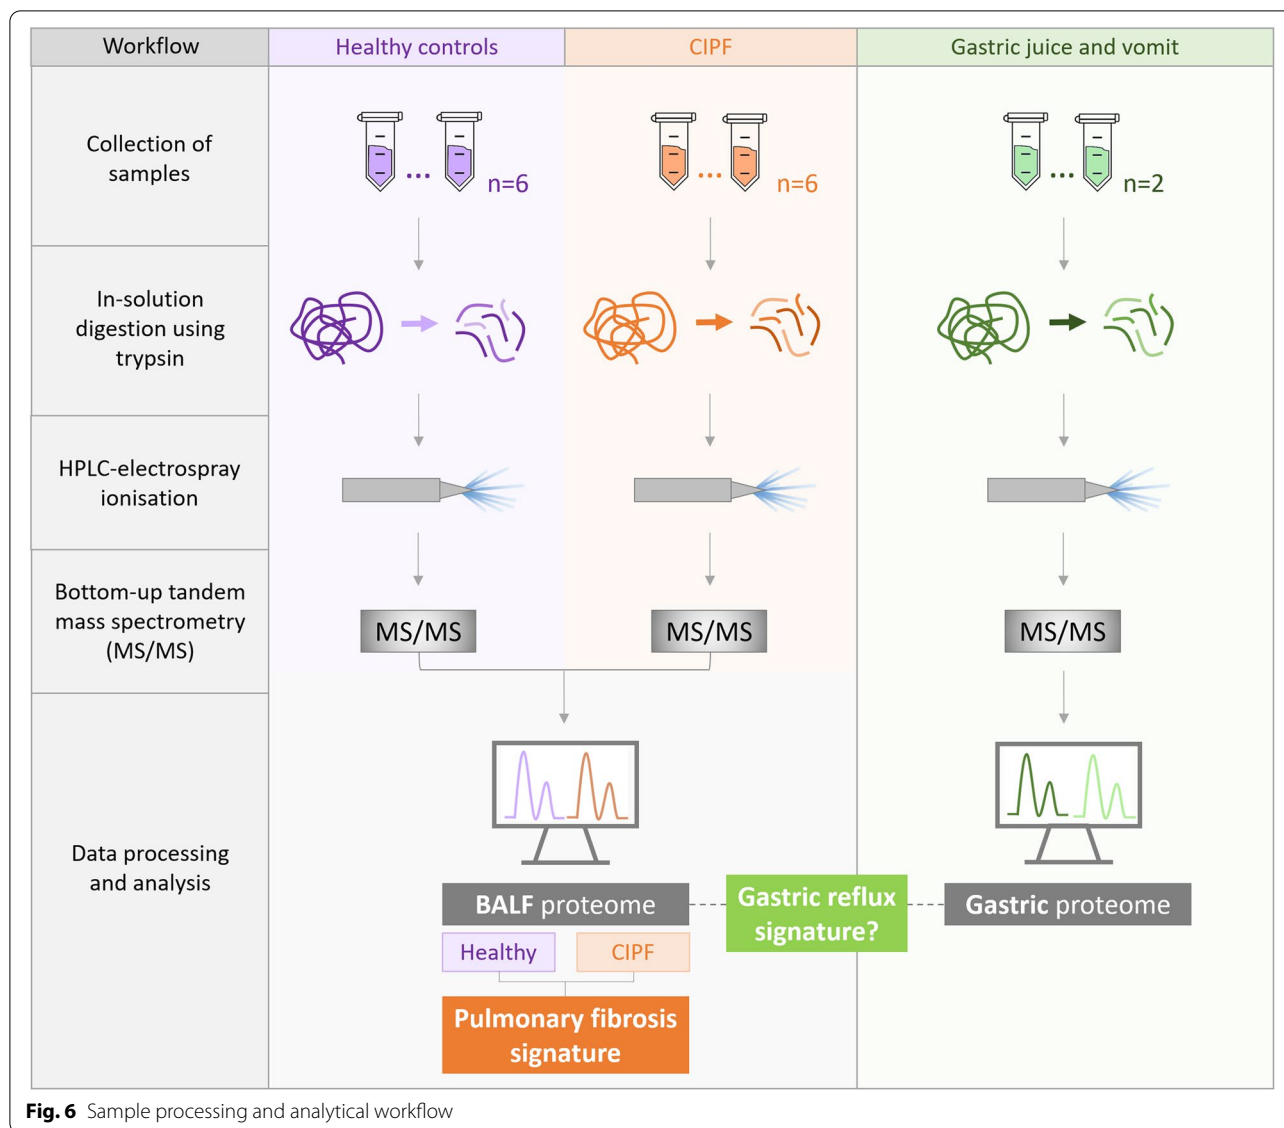 Workflow
Healthy controls
CIPF
Gastric juice and vomit
Collection of
samples
n=6
n=6
n=2
In-solution
digestion using
trypsin
HPLC-electrospray
ionisation
Bottom-up tandem
mass spectrometry
(MS/MS)
MS/MS
MS/MS
MS/MS
Data processing
and analysis
BALF proteome
Gastric reflux
signature?
Gastric proteome
Healthy
CIPF
Pulmonary fibrosis
signature
Fig. 6 Sample processing and analytical workflow